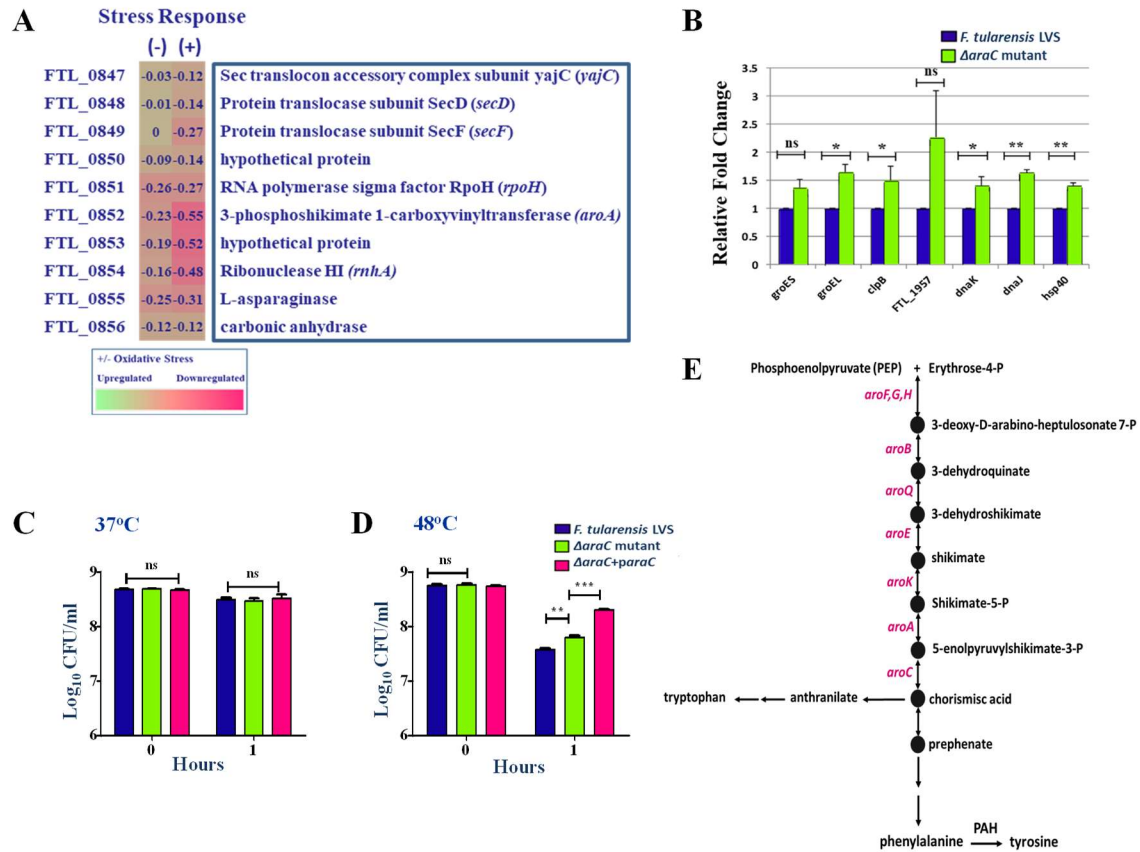 A
Stress Response
(-) (+)
FTL_0847 -0.03 -0.12 Sec translocon accessory complex subunit yajC (yajC)
FTL_0848 -0.01 -0.14 Protein translocase subunit SecD (secD)
FTL_0849 0 -0.27 Protein translocase subunit SecF (secF)
FTL_0850 -0.09 -0.14 hypothetical protein
FTL_0851 -0.26 -0.27 RNA polymerase sigma factor RpoH (rpoH)
FTL_0852 -0.23 -0.55 3-phosphoshikimate 1-carboxyvinyltransferase (aroA)
FTL_0853 -0.19 -0.52 hypothetical protein
FTL_0854 -0.16 -0.48 Ribonuclease HI (rnhA)
FTL_0855 -0.25 -0.31 L-asparaginase
FTL_0856 -0.12 -0.12 carbonic anhydrase
+/- Oxidative Stress
Upregulated Downregulated
B
F. tularensis LVS
ΔaraC mutant
Relative Fold Change
3.5
3
2.5
2
1.5
1
0.5
0
ns * * ns * ** **
groES groEL clpB FTL_1957 dnaK dnaJ hsp40
C
37ºC
Log10 CFU/ml
9
8
7
6
ns ns
0 1
Hours
D
48ºC
F. tularensis LVS
ΔaraC mutant
ΔaraC+paraC
Log10 CFU/ml
9
8
7
6
ns ** ***
0 1
Hours
E
Phosphoenolpyruvate (PEP) + Erythrose-4-P
aroF,G,H
3-deoxy-D-arabino-heptulosonate 7-P
aroB
3-dehydroquinate
aroQ
3-dehydroshikimate
aroE
shikimate
aroK
Shikimate-5-P
aroA
5-enolpyruvylshikimate-3-P
aroC
tryptophan anthranilate chorismisc acid
prephenate
phenylalanine PAH tyrosine